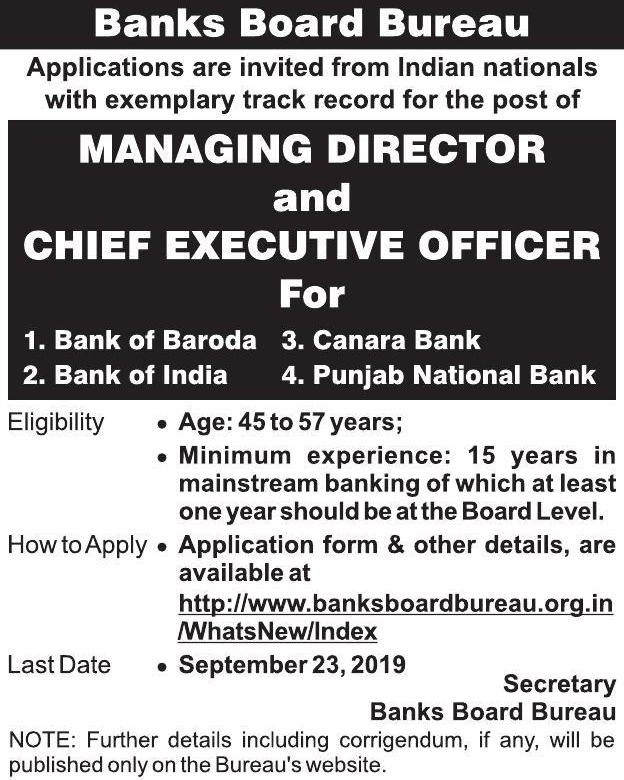 Banks Board Bureau
Applications are invited from Indian nationals
with exemplary track record for the post of
MANAGING DIRECTOR
and
CHIEF EXECUTIVE OFFICER
For
1. Bank of Baroda 3. Canara Bank
2. Bank of India 4. Punjab National Bank
Eligibility • Age: 45 to 57 years;
• Minimum experience: 15 years in
mainstream banking of which at least
one year should be at the Board Level.
How to Apply • Application form & other details, are
available at
http://www.banksboardbureau.org.in
/WhatsNew/Index
Last Date • September 23, 2019
Secretary
Banks Board Bureau
NOTE: Further details including corrigendum, if any, will be
published only on the Bureau's website.